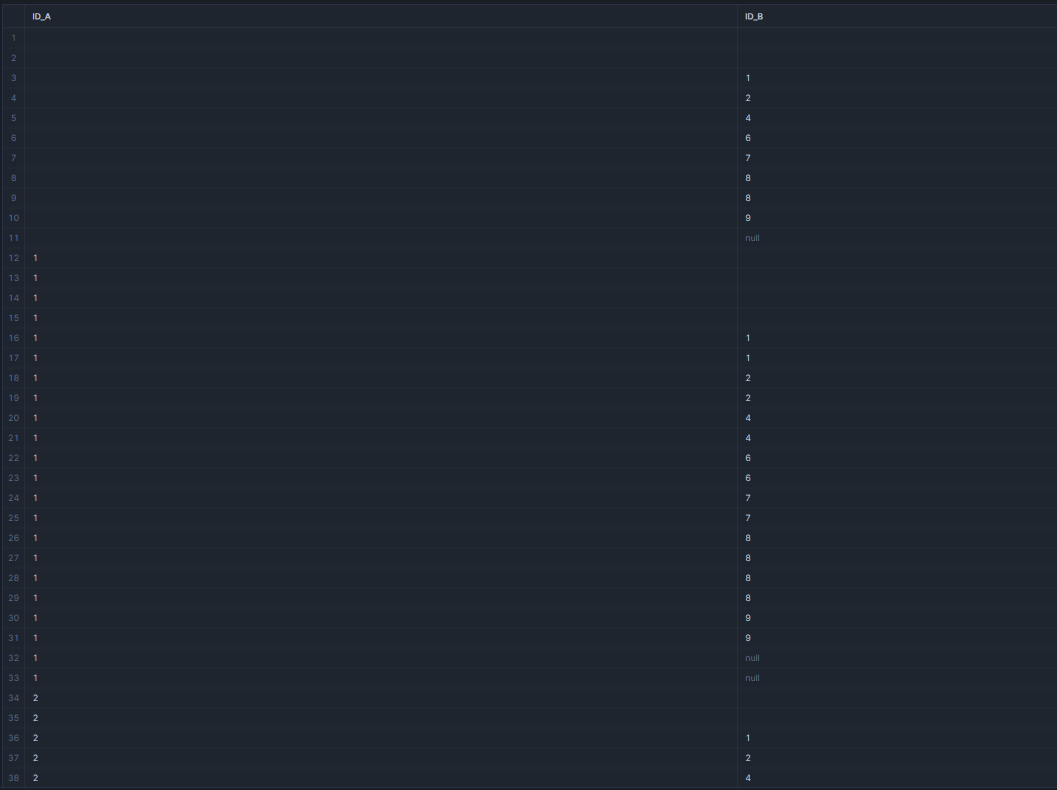 ID_A ID_B
1
2
3 1
4 2
5 4
6 6
7 7
8 8
9 8
10 9
11 null
12 1
13 1
14 1
15 1
16 1 1
17 1 1
18 1 2
19 1 2
20 1 4
21 1 4
22 1 6
23 1 6
24 1 7
25 1 7
26 1 8
27 1 8
28 1 8
29 1 8
30 1 9
31 1 9
32 1 null
33 1 null
34 2
35 2
36 2 1
37 2 2
38 2 4